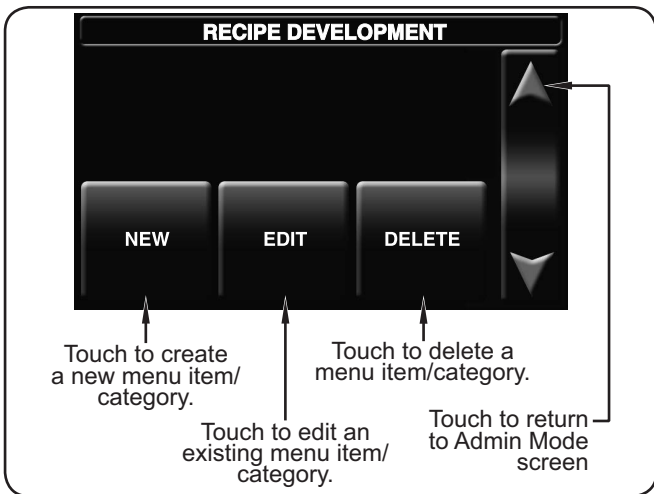 RECIPE DEVELOPMENT
NEW
EDIT
DELETE
Touch to create
a new menu item/
category.
Touch to edit an
existing menu item/
category.
Touch to delete a
menu item/category.
Touch to return
to Admin Mode
screen